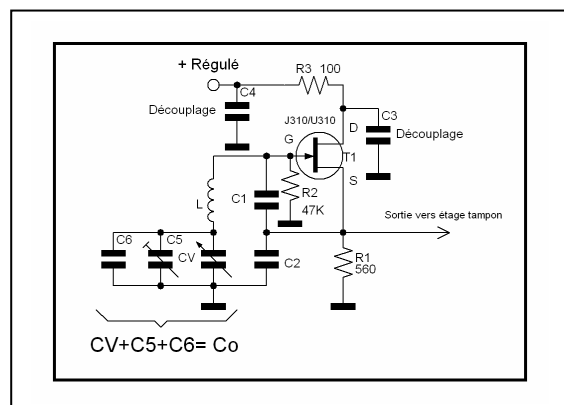 R3 100
+ Régulé
C4
Découplage
C3
Découplage
J310/U310
D
G
T1
S
R2
47K
C1
L
Sortie vers étage tampon
C6
C5
CV
C2
R1
560
CV+C5+C6= Co